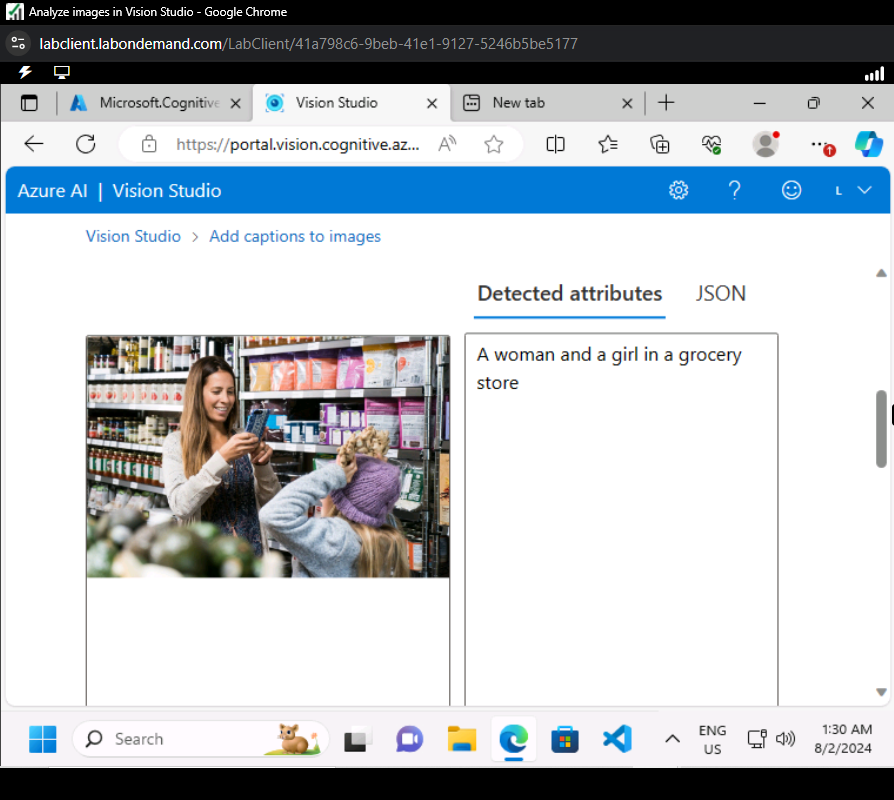 Analyze images in Vision Studio - Google Chrome
labclient.labondemand.com/LabClient/41a798c6-9beb-41e1-9127-5246b5be5177
Microsoft.Cognitive
Vision Studio
New tab
https://portal.vision.cognitive.az...
Azure AI | Vision Studio
L
Vision Studio > Add captions to images
Detected attributes
JSON
A woman and a girl in a grocery
store
Search
ENG
US
1:30 AM
8/2/2024